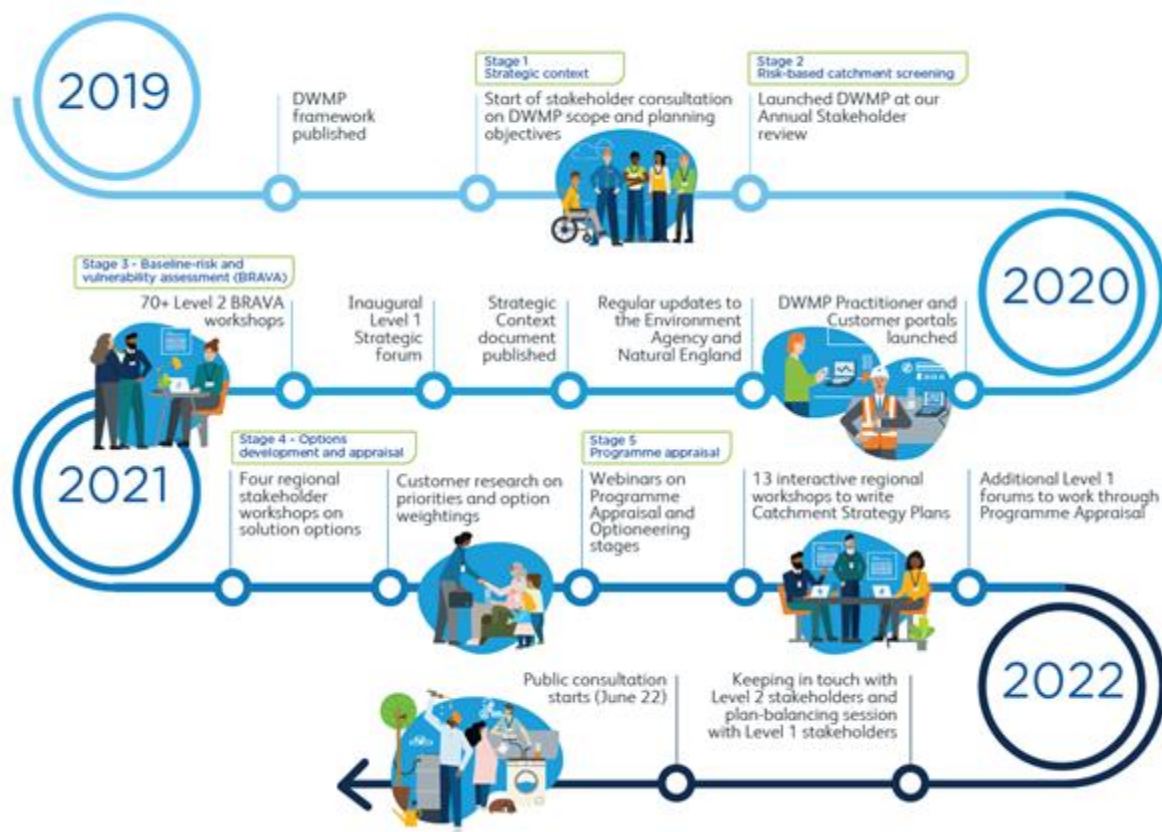 2019
DWMP
framework
published
Stage 1
Strategic context
Start of stakeholder consultation
on DWMP scope and planning
objectives
Stage 2
Risk-based catchment screening
Launched DWMP at our
Annual Stakeholder
review
2020
DWMP Practitioner and
Customer portals
launched
Regular updates to
the Environment
Agency and
Natural England
Strategic
Context
document
published
Inaugural
Level 1
Strategic
forum
Stage 3 - Baseline-risk and
vulnerability assessment (BRAVA)
70+ Level 2 BRAVA
workshops
2021
Stage 4 - Options
development and appraisal
Four regional
stakeholder
workshops on
solution options
Customer research on
priorities and option
weightings
Stage 5
Programme appraisal
Webinars on
Programme
Appraisal and
Optioneering
stages
13 interactive regional
workshops to write
Catchment Strategy Plans
Additional Level 1
forums to work through
Programme Appraisal
2022
Keeping in touch with
Level 2 stakeholders and
plan-balancing session
with Level 1 stakeholders
Public consultation
starts (June 22)